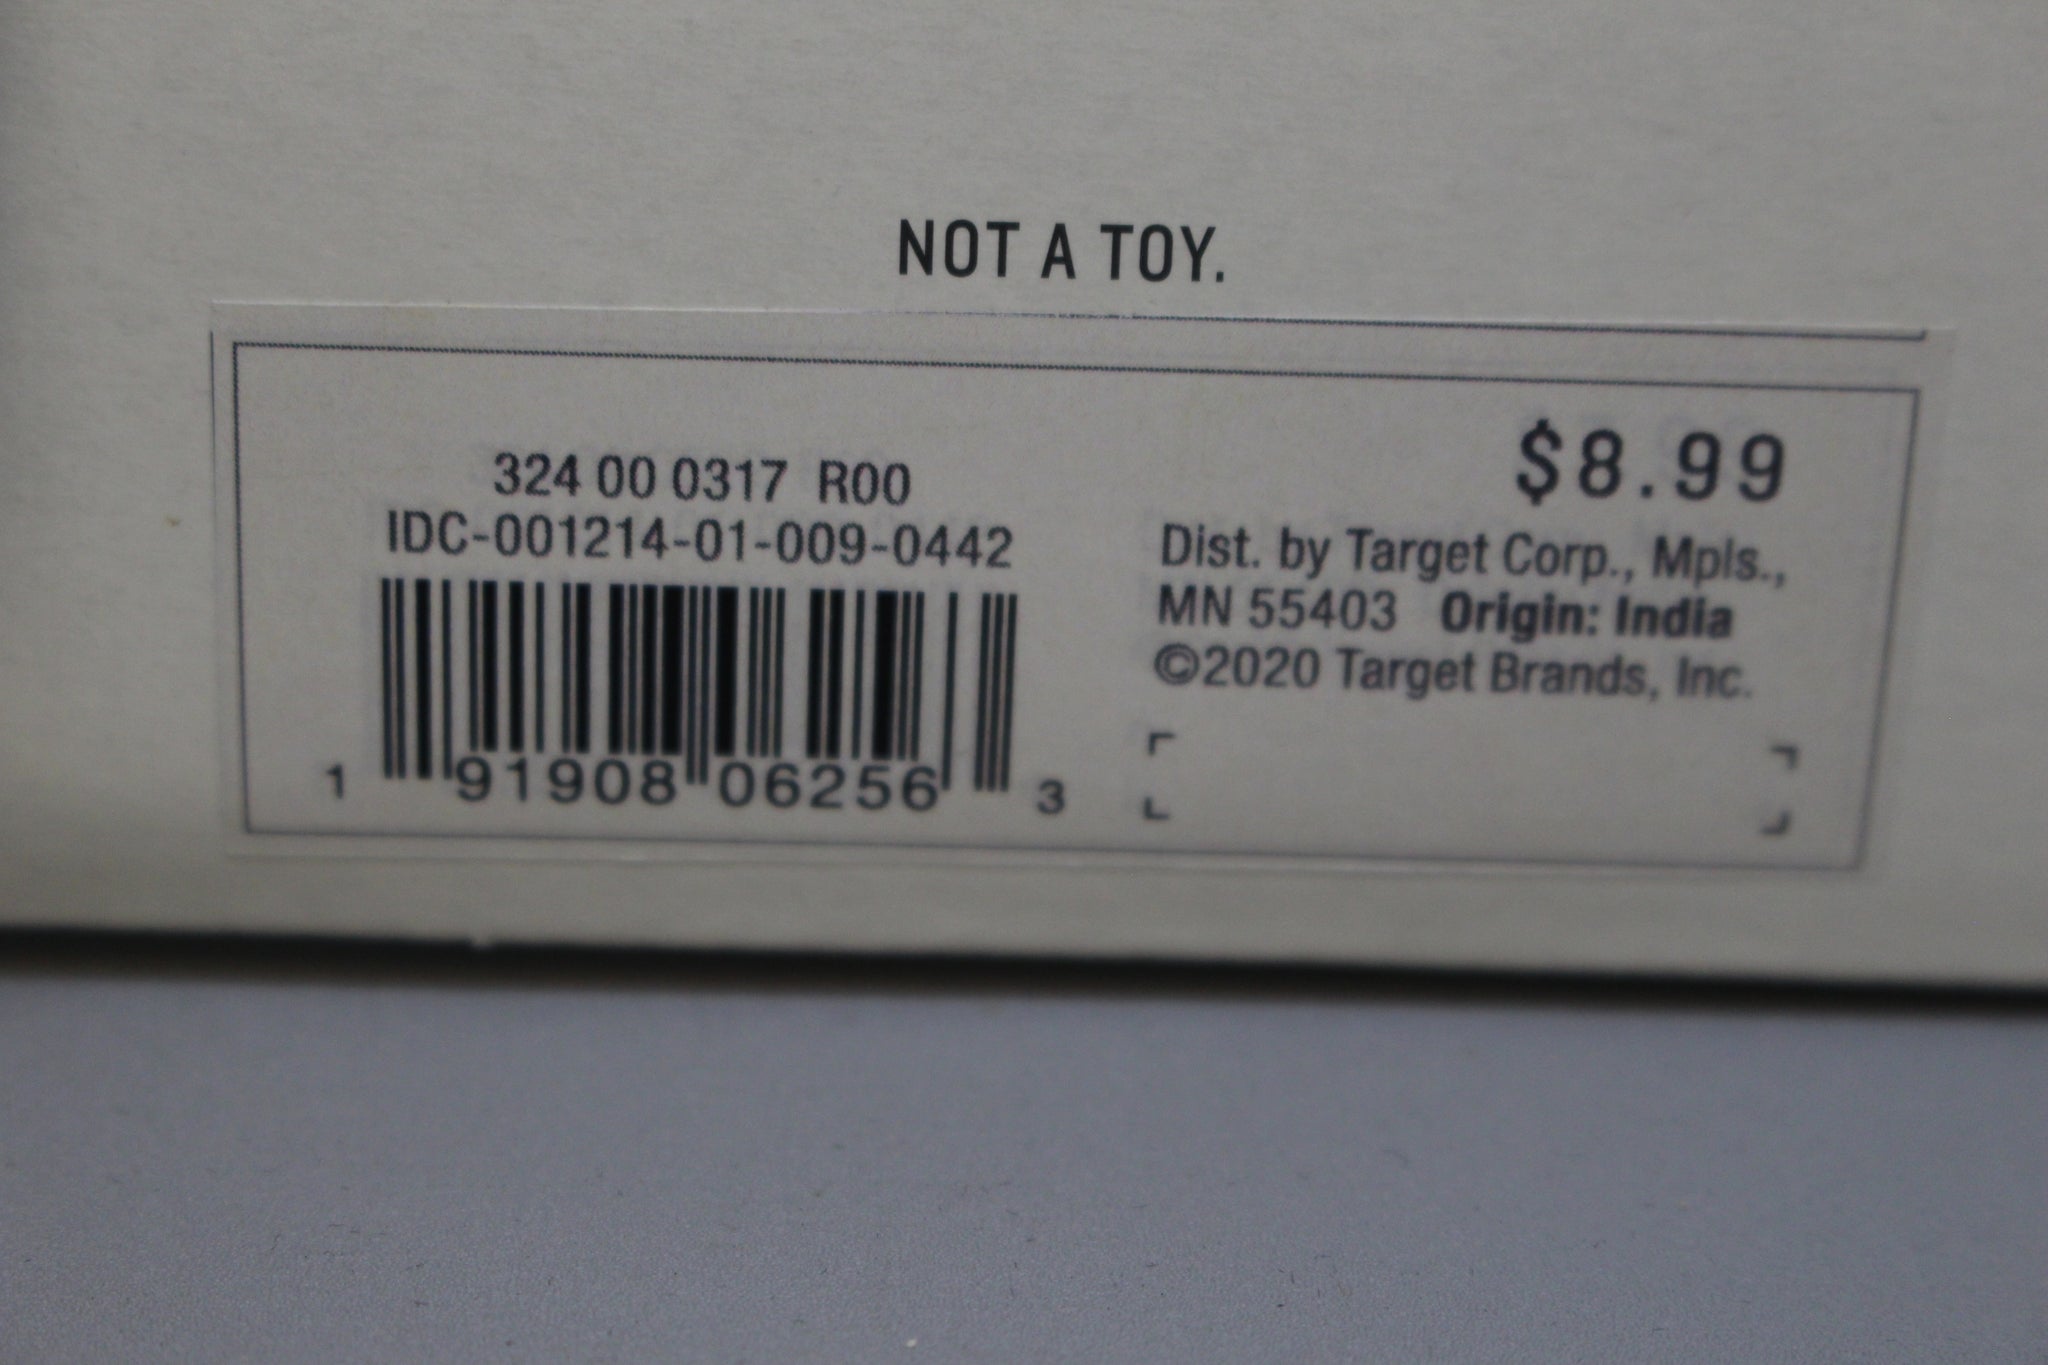 NOT A TOY.
324 00 0317 R00
IDC-001214-01-009-0442
1 91908 06256 3
$8.99
Dist. by Target Corp., Mpls.,
MN 55403 Origin: India
©2020 Target Brands, Inc.